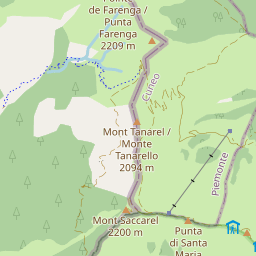 de Farenga /
Punta
Farenga
2209 m
Cuneo
Mont Tanarel /
Monte
Tanarello
2094 m
Piemonte
Mont Saccarel
2200 m
Punta
di Santa
Maria